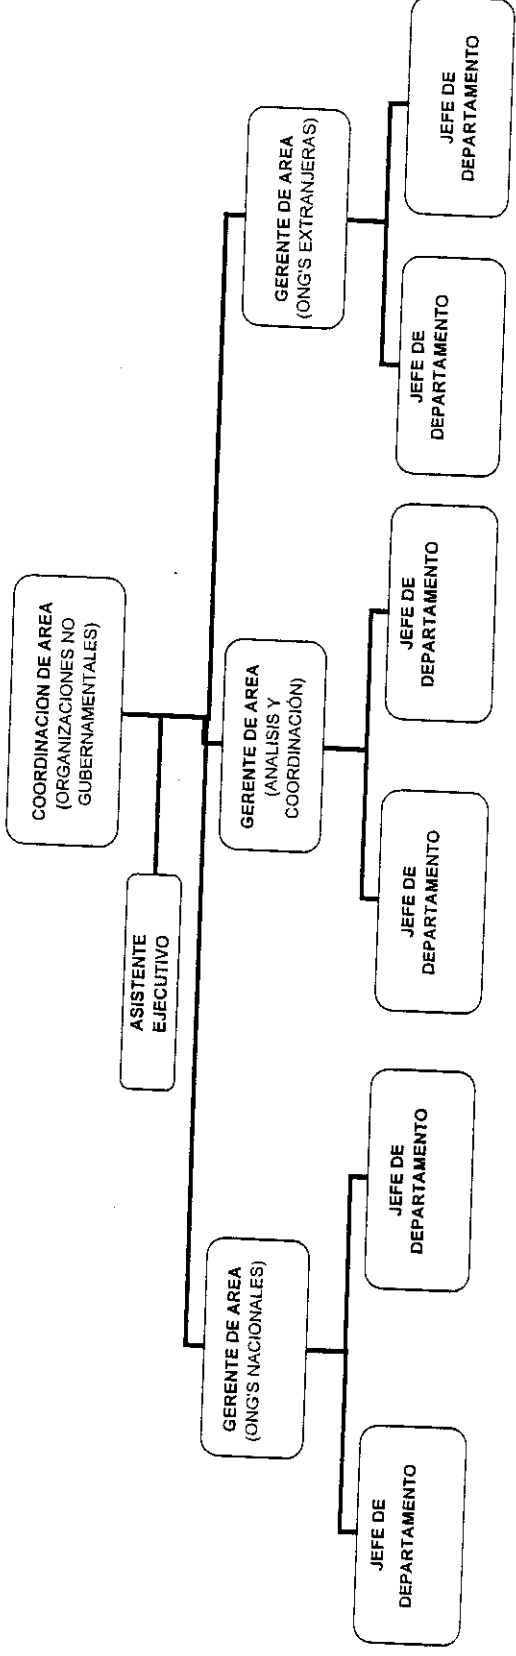 COORDINACION DE AREA
(ORGANIZACIONES NO
GUBERNAMENTALES)
ASISTENTE
EJECUTIVO
GERENTE DE AREA
(ONG'S NACIONALES)
GERENTE DE AREA
(ANALISIS Y
COORDINACIÓN)
GERENTE DE AREA
(ONG'S EXTRANJERAS)
JEFE DE
DEPARTAMENTO
JEFE DE
DEPARTAMENTO
JEFE DE
DEPARTAMENTO
JEFE DE
DEPARTAMENTO
JEFE DE
DEPARTAMENTO
JEFE DE
DEPARTAMENTO